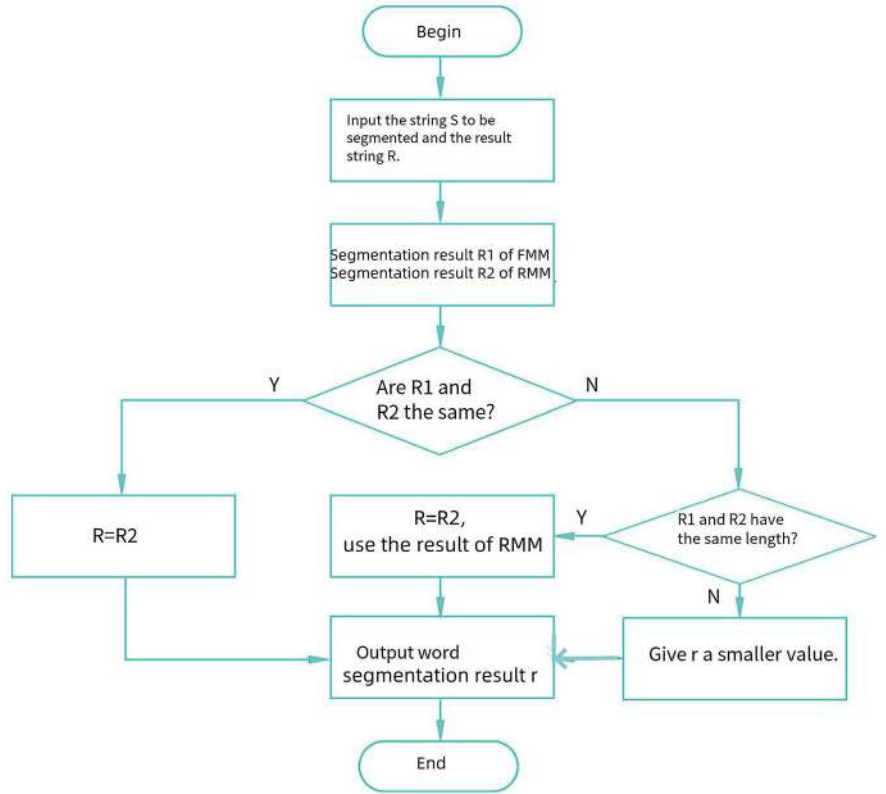 Begin
Input the string S to be
segmented and the result
string R.
Segmentation result R1 of FMM
Segmentation result R2 of RMM
Y
Are R1 and
R2 the same?
N
R=R2
R=R2,
use the result of RMM
Y
R1 and R2 have
the same length?
N
Output word
segmentation result r
Give r a smaller value.
End